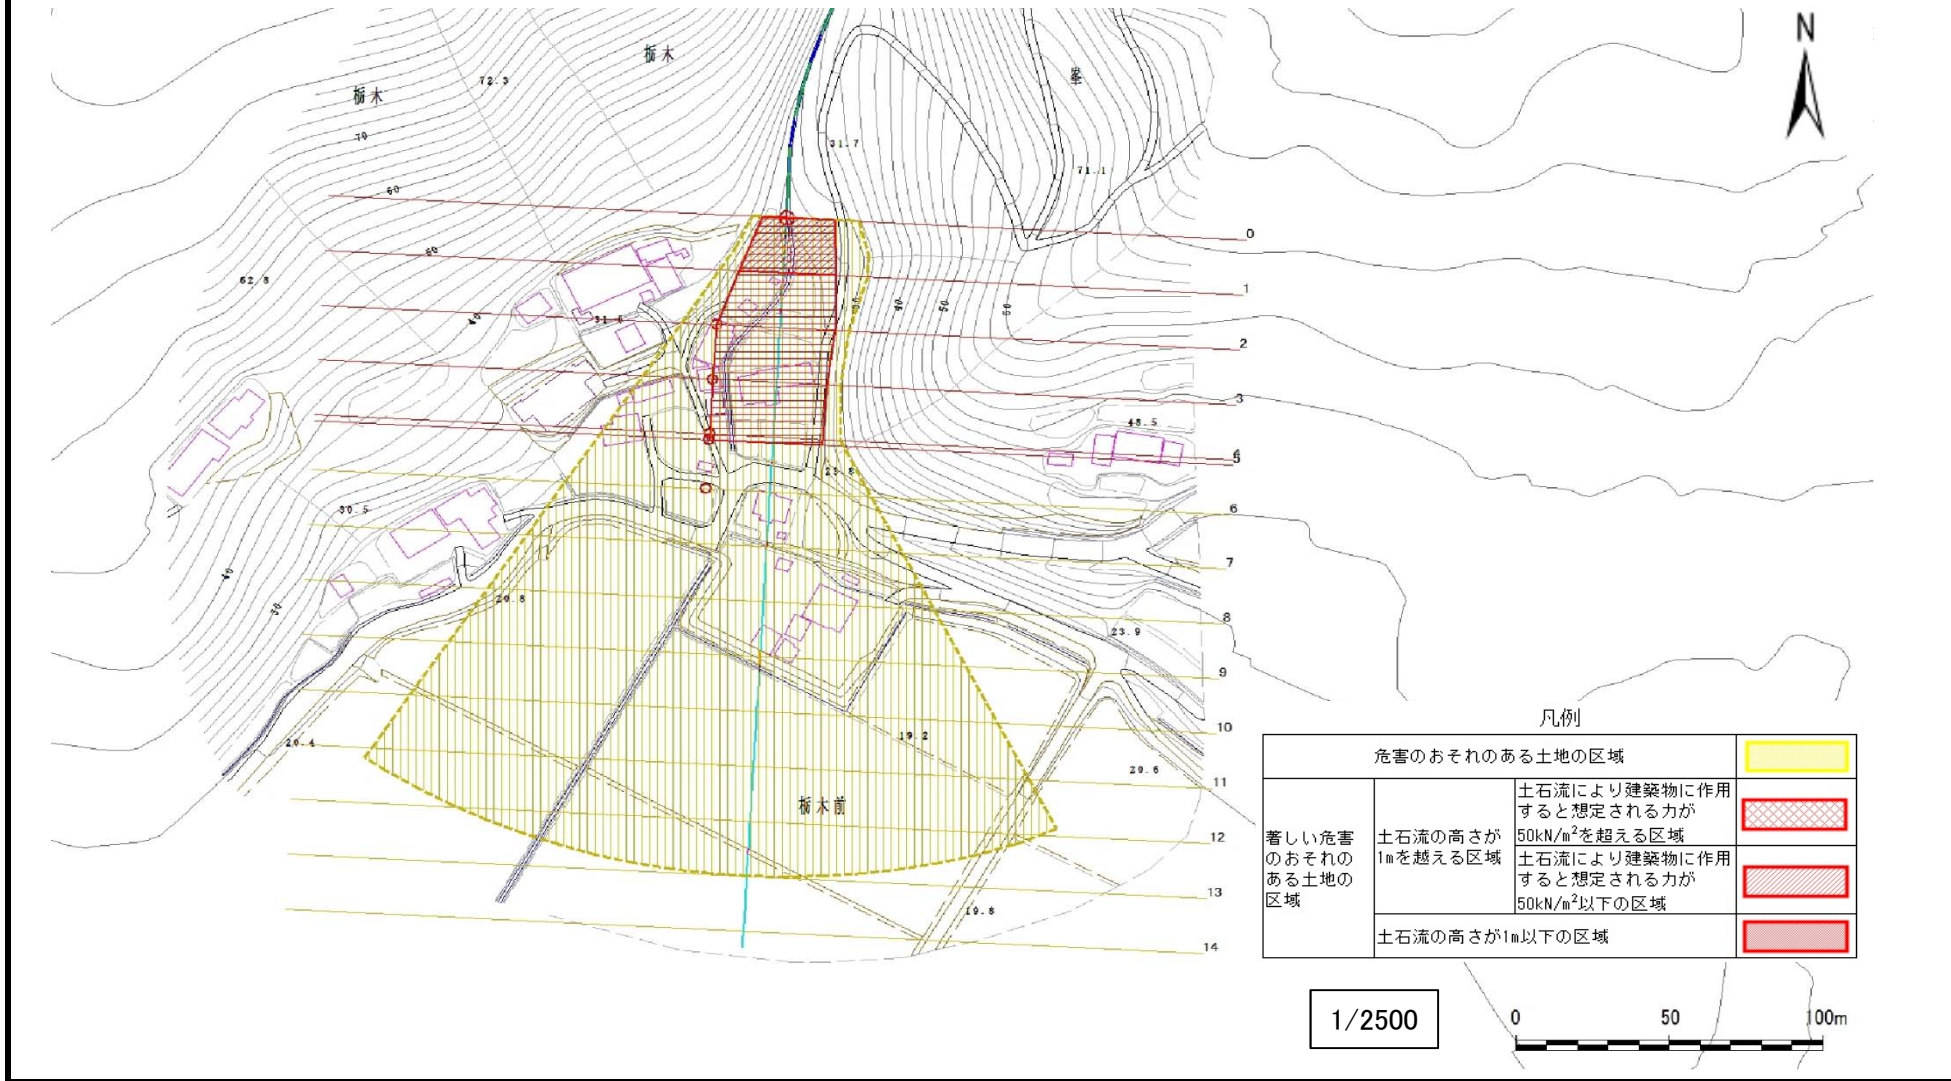 N
栃木
72.3
峯
栃木
70
31.7
71.1
60
0
50
62.8
1
30
40
50
60
40
31.6
2
3
48.5
4
5
23.8
30.5
6
7
40
20.8
30
8
23.9
9
20.4
19.2
10
20.6
11
栃木前
12
13
19.8
14
凡例
危害のおそれのある土地の区域
著しい危害
のおそれの
ある土地の
区域
土石流の高さが
1mを越える区域
土石流により建築物に作用
すると想定される力が
50kN/m²を超える区域
土石流により建築物に作用
すると想定される力が
50kN/m²以下の区域
土石流の高さが1m以下の区域
1/2500
0 50 100m